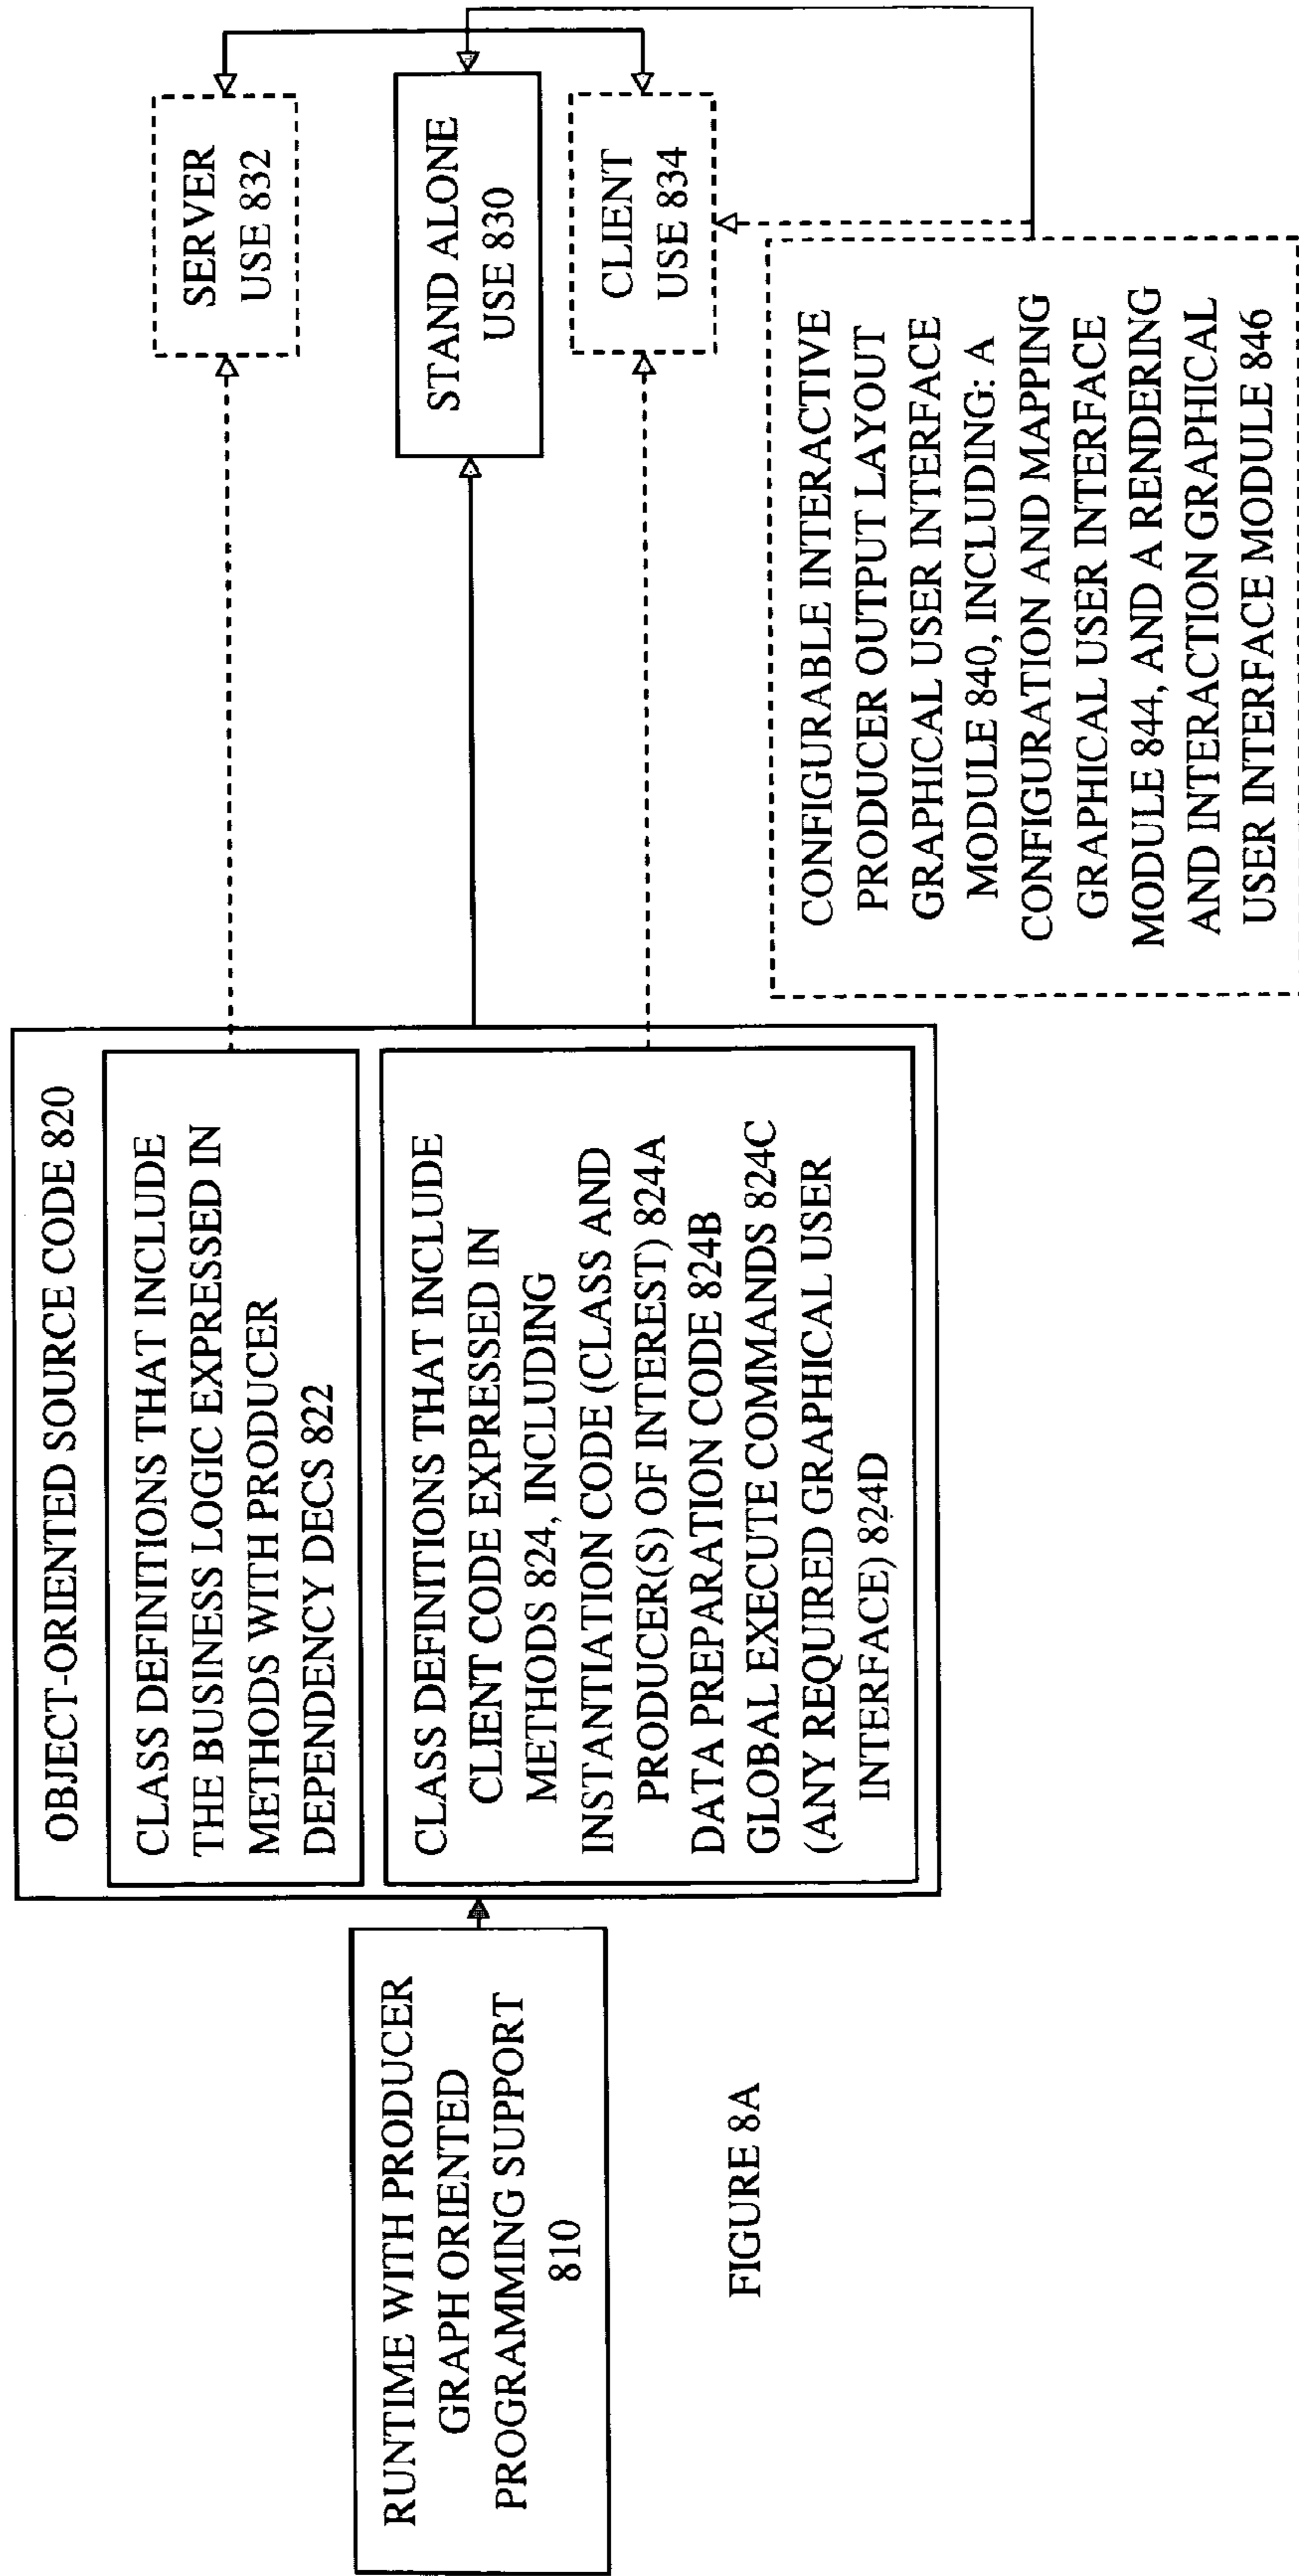 RUNTIME WITH PRODUCER
GRAPH ORIENTED
PROGRAMMING SUPPORT
810
OBJECT-ORIENTED SOURCE CODE 820
CLASS DEFINITIONS THAT INCLUDE
THE BUSINESS LOGIC EXPRESSED IN
METHODS WITH PRODUCER
DEPENDENCY DECS 822
CLASS DEFINITIONS THAT INCLUDE
CLIENT CODE EXPRESSED IN
METHODS 824, INCLUDING
INSTANTIATION CODE (CLASS AND
PRODUCER(S) OF INTEREST) 824A
DATA PREPARATION CODE 824B
GLOBAL EXECUTE COMMANDS 824C
(ANY REQUIRED GRAPHICAL USER
INTERFACE) 824D
SERVER
USE 832
STAND ALONE
USE 830
CLIENT
USE 834
CONFIGURABLE INTERACTIVE
PRODUCER OUTPUT LAYOUT
GRAPHICAL USER INTERFACE
MODULE 840, INCLUDING: A
CONFIGURATION AND MAPPING
GRAPHICAL USER INTERFACE
MODULE 844, AND A RENDERING
AND INTERACTION GRAPHICAL
USER INTERFACE MODULE 846
FIGURE 8A